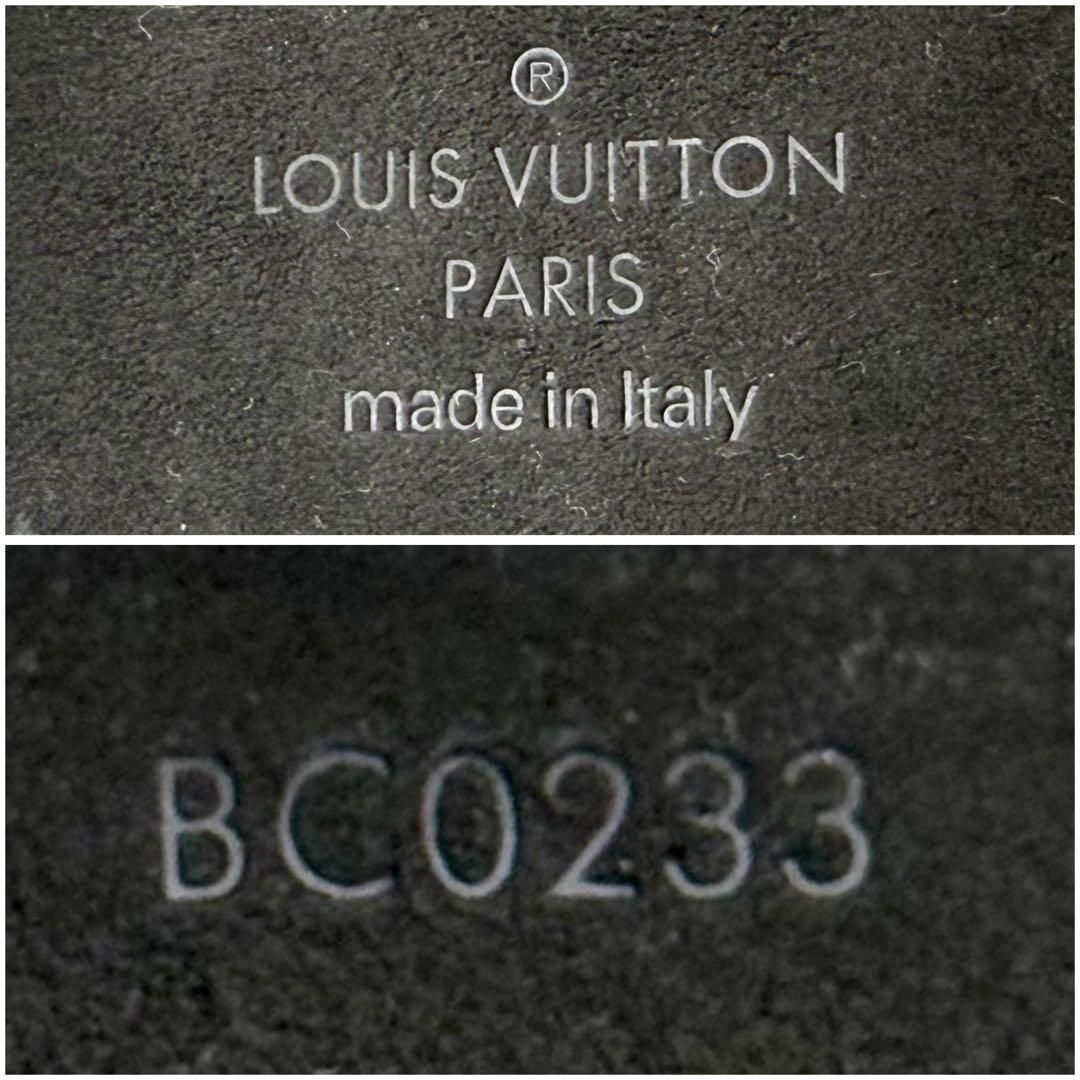 ®
LOUIS VUITTON
PARIS
made in Italy
BC0233